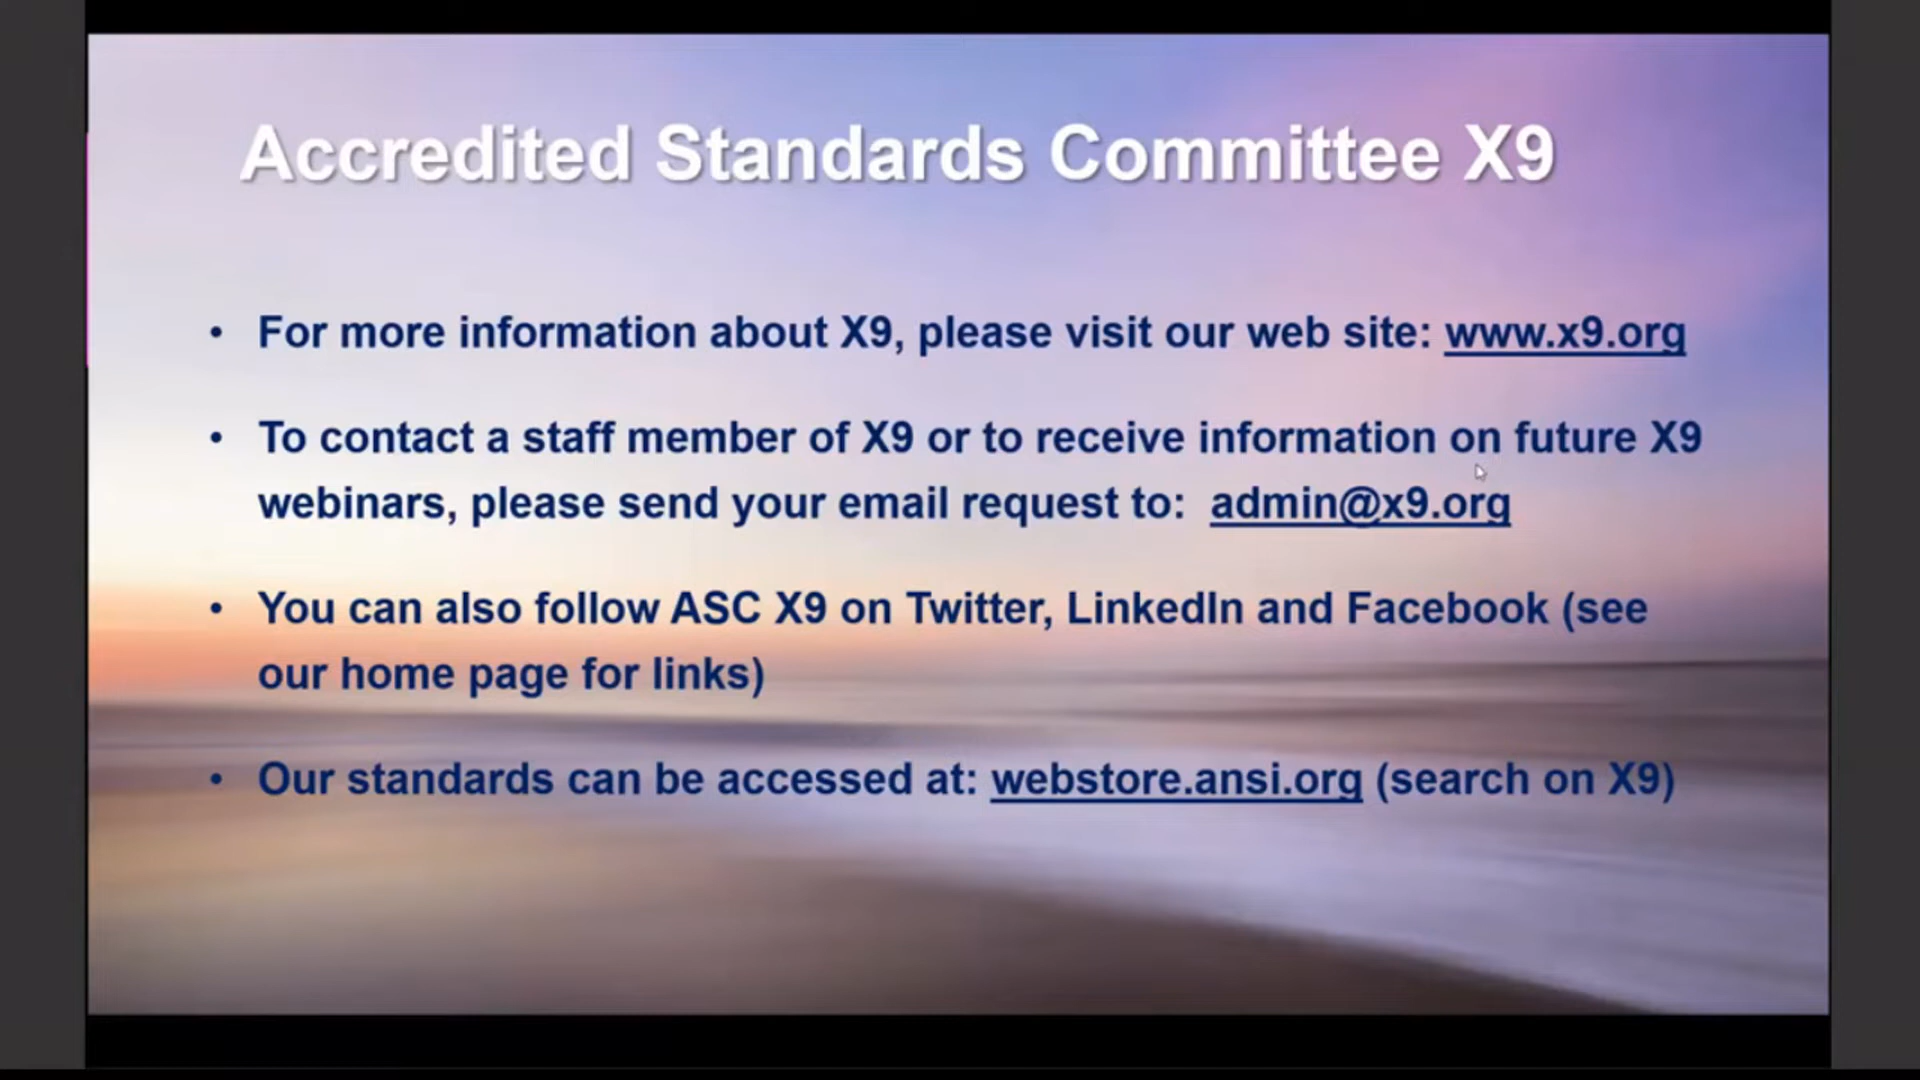 Accredited Standards Committee X9
• For more information about X9, please visit our web site: www.x9.org
• To contact a staff member of X9 or to receive information on future X9
webinars, please send your email request to: admin@x9.org
• You can also follow ASC X9 on Twitter, LinkedIn and Facebook (see
our home page for links)
• Our standards can be accessed at: webstore.ansi.org (search on X9)